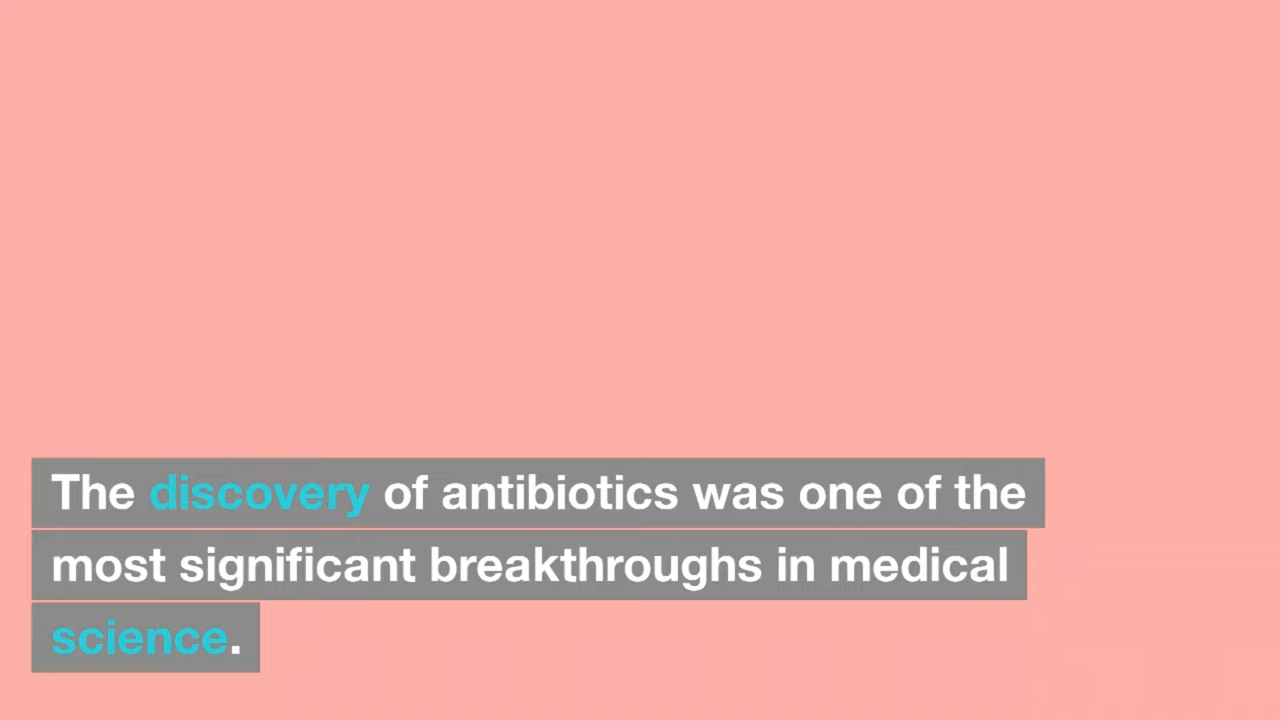 The discovery of antibiotics was one of the
most significant breakthroughs in medical
science.